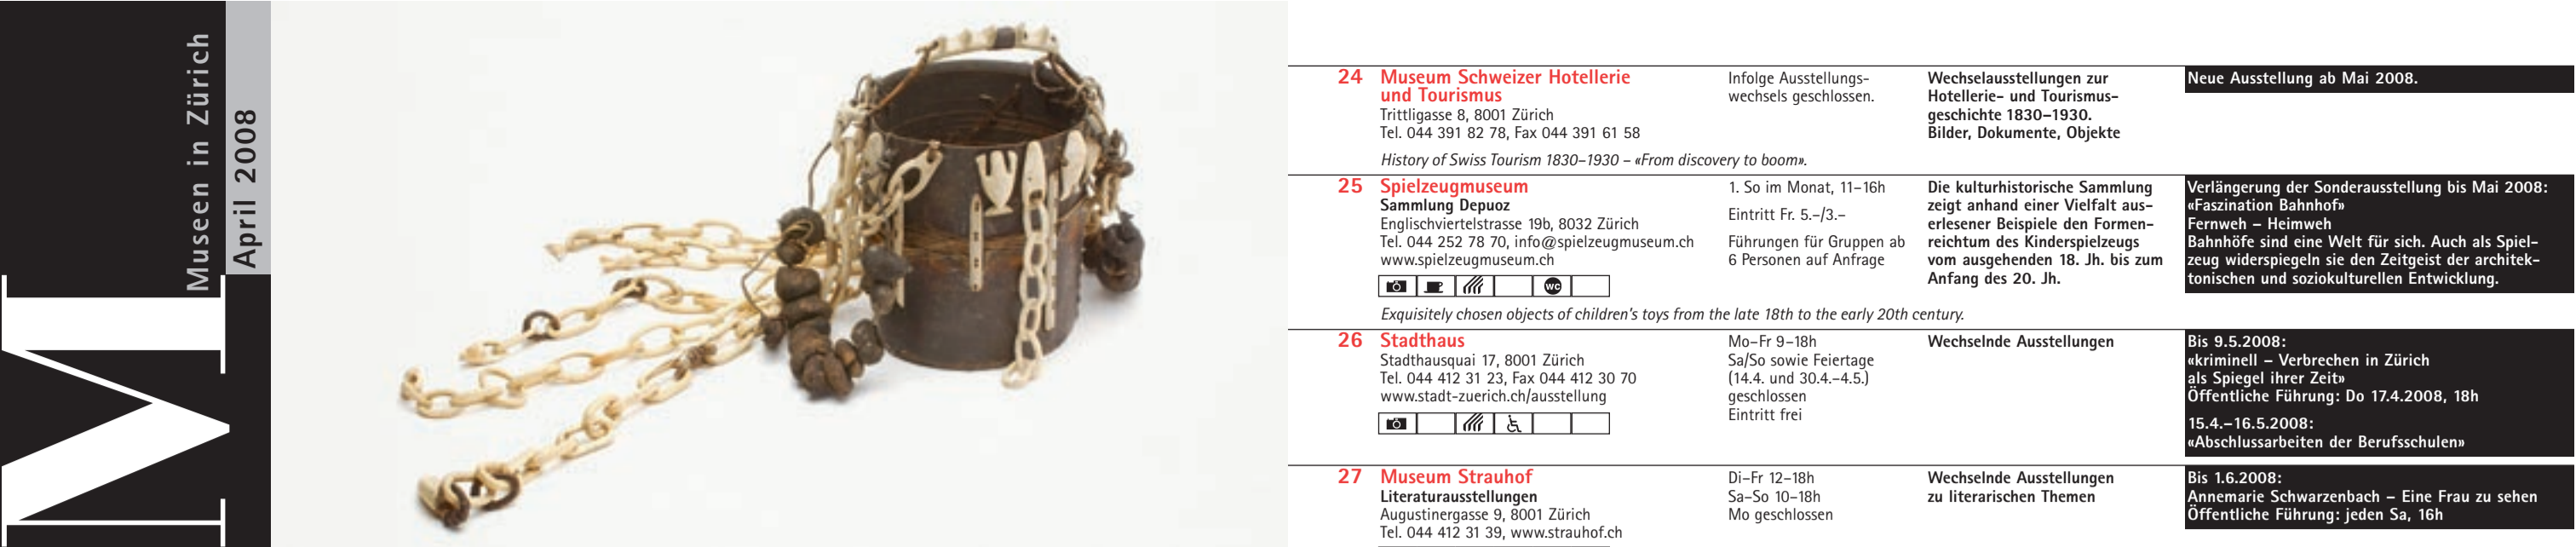 Museen in Zürich
April 2008
M
24 Museum Schweizer Hotellerie
und Tourismus
Trittligasse 8, 8001 Zürich
Tel. 044 391 82 78, Fax 044 391 61 58
Infolge Ausstellungs-
wechsels geschlossen.
Wechselausstellungen zur
Hotellerie- und Tourismus-
geschichte 1830–1930.
Bilder, Dokumente, Objekte
Neue Ausstellung ab Mai 2008.
History of Swiss Tourism 1830–1930 – «From discovery to boom».
25 Spielzeugmuseum
Sammlung Depuoz
Englischviertelstrasse 19b, 8032 Zürich
Tel. 044 252 78 70, info@spielzeugmuseum.ch
www.spielzeugmuseum.ch
WC
1. So im Monat, 11–16h
Eintritt Fr. 5.–/3.–
Führungen für Gruppen ab
6 Personen auf Anfrage
Die kulturhistorische Sammlung
zeigt anhand einer Vielfalt aus-
erlesener Beispiele den Formen-
reichtum des Kinderspielzeugs
vom ausgehenden 18. Jh. bis zum
Anfang des 20. Jh.
Verlängerung der Sonderausstellung bis Mai 2008:
«Faszination Bahnhof»
Fernweh – Heimweh
Bahnhöfe sind eine Welt für sich. Auch als Spiel-
zeug widerspiegeln sie den Zeitgeist der architek-
tonischen und soziokulturellen Entwicklung.
Exquisitely chosen objects of children's toys from the late 18th to the early 20th century.
26 Stadthaus
Stadthausquai 17, 8001 Zürich
Tel. 044 412 31 23, Fax 044 412 30 70
www.stadt-zuerich.ch/ausstellung
Mo–Fr 9–18h
Sa/So sowie Feiertage
(14.4. und 30.4.–4.5.)
geschlossen
Eintritt frei
Wechselnde Ausstellungen
Bis 9.5.2008:
«kriminell – Verbrechen in Zürich
als Spiegel ihrer Zeit»
Öffentliche Führung: Do 17.4.2008, 18h
15.4.–16.5.2008:
«Abschlussarbeiten der Berufsschulen»
27 Museum Strauhof
Literaturausstellungen
Augustinergasse 9, 8001 Zürich
Tel. 044 412 31 39, www.strauhof.ch
Di–Fr 12–18h
Sa–So 10–18h
Mo geschlossen
Wechselnde Ausstellungen
zu literarischen Themen
Bis 1.6.2008:
Annemarie Schwarzenbach – Eine Frau zu sehen
Öffentliche Führung: jeden Sa, 16h